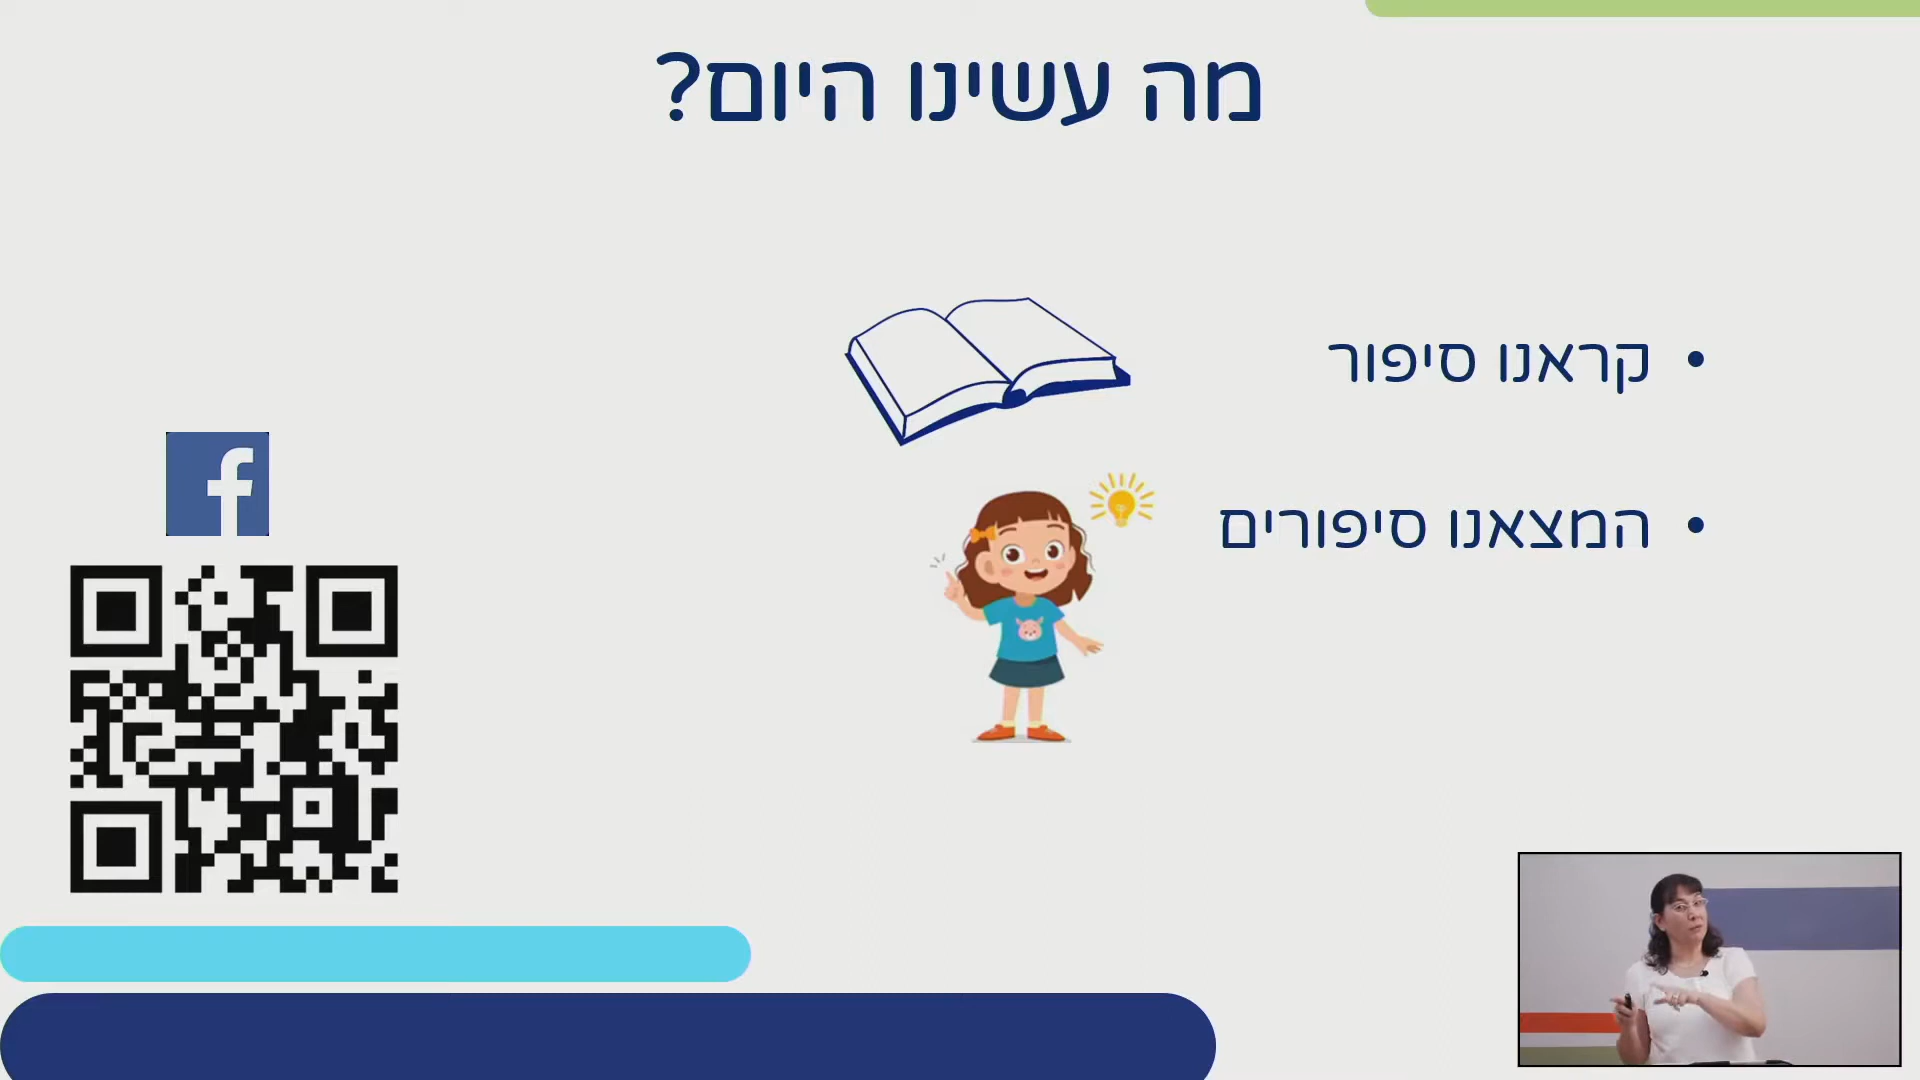 מה עשינו היום?
• קראנו סיפור
• המצאנו סיפורים